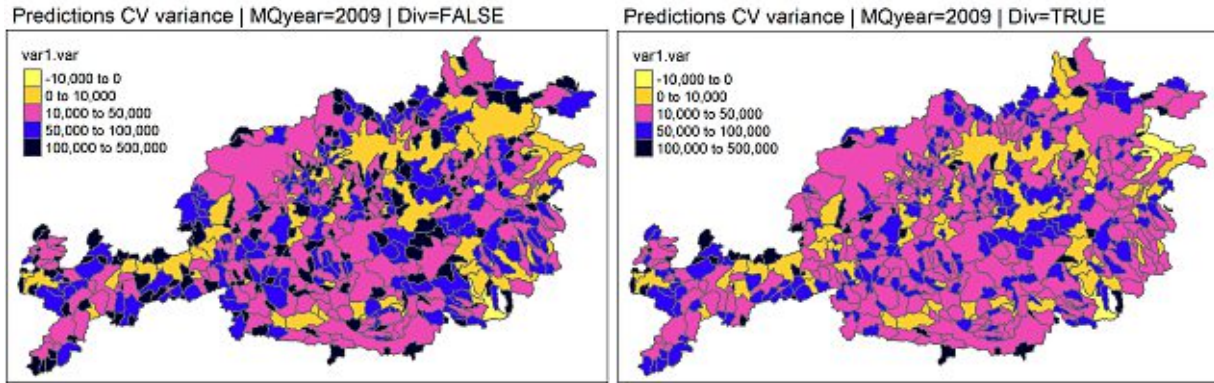 Predictions CV variance | MQyear=2009 | Div=FALSE
var1.var
-10,000 to 0
0 to 10,000
10,000 to 50,000
50,000 to 100,000
100,000 to 500,000
Predictions CV variance | MQyear=2009 | Div=TRUE
var1.var
-10,000 to 0
0 to 10,000
10,000 to 50,000
50,000 to 100,000
100,000 to 500,000